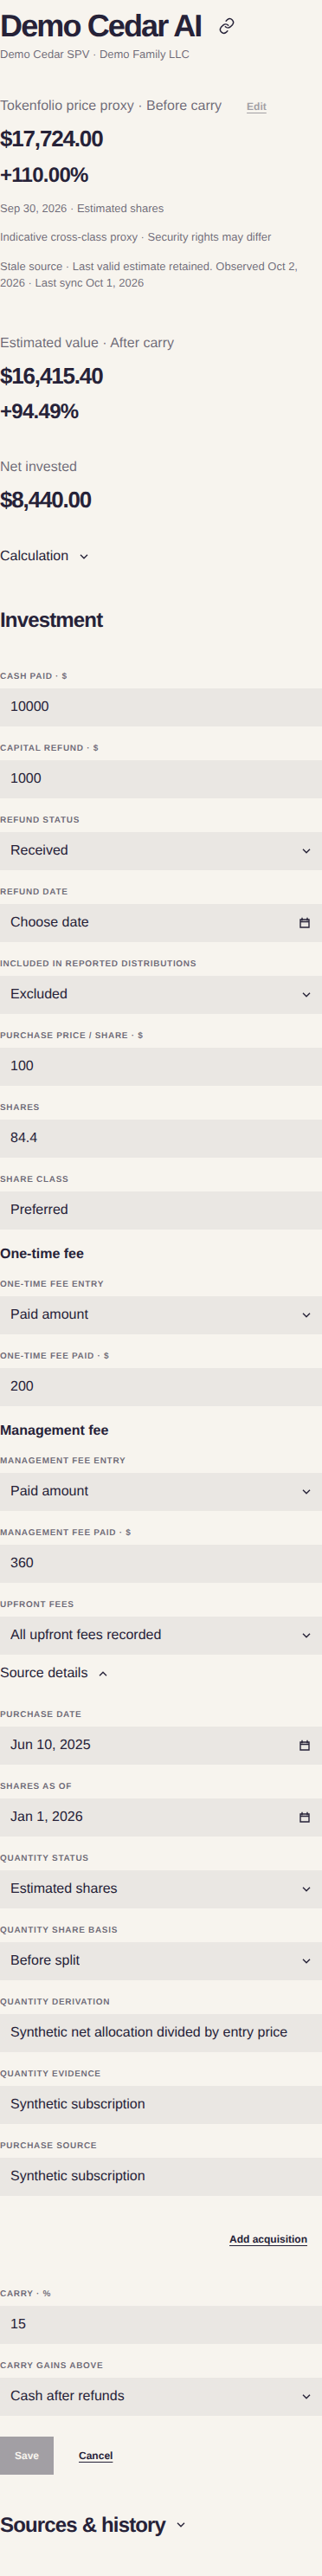 Demo Cedar AI
Demo Cedar SPV · Demo Family LLC
Tokenfolio price proxy · Before carry Edit
$17,724.00
+110.00%
Sep 30, 2026 · Estimated shares
Indicative cross-class proxy · Security rights may differ
Stale source · Last valid estimate retained. Observed Oct 2,
2026 · Last sync Oct 1, 2026
Estimated value · After carry
$16,415.40
+94.49%
Net invested
$8,440.00
Calculation
Investment
CASH PAID · $
10000
CAPITAL REFUND · $
1000
REFUND STATUS
Received
REFUND DATE
Choose date
INCLUDED IN REPORTED DISTRIBUTIONS
Excluded
PURCHASE PRICE / SHARE · $
100
SHARES
84.4
SHARE CLASS
Preferred
One-time fee
ONE-TIME FEE ENTRY
Paid amount
ONE-TIME FEE PAID · $
200
Management fee
MANAGEMENT FEE ENTRY
Paid amount
MANAGEMENT FEE PAID · $
360
UPFRONT FEES
All upfront fees recorded
Source details
PURCHASE DATE
Jun 10, 2025
SHARES AS OF
Jan 1, 2026
QUANTITY STATUS
Estimated shares
QUANTITY SHARE BASIS
Before split
QUANTITY DERIVATION
Synthetic net allocation divided by entry price
QUANTITY EVIDENCE
Synthetic subscription
PURCHASE SOURCE
Synthetic subscription
Add acquisition
CARRY · %
15
CARRY GAINS ABOVE
Cash after refunds
Save Cancel
Sources & history